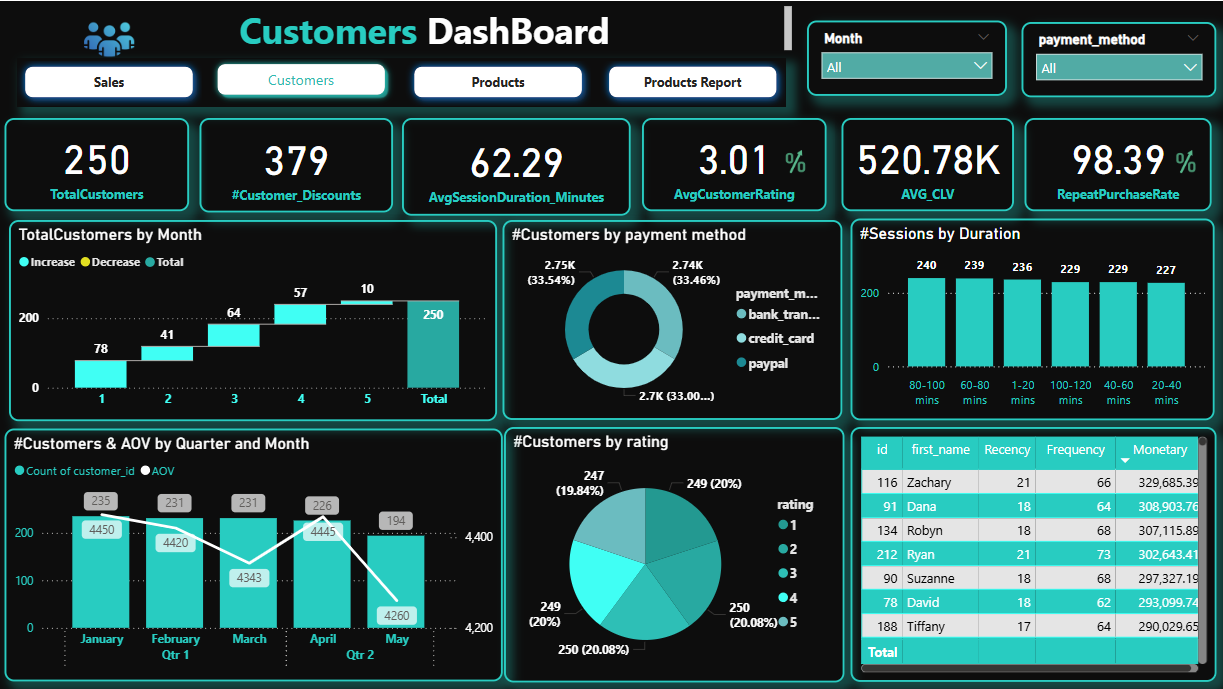 Customers DashBoard
Month
All
payment_method
All
Sales
Customers
Products
Products Report
250
TotalCustomers
379
#Customer_Discounts
62.29
AvgSessionDuration_Minutes
3.01 %
AvgCustomerRating
520.78K
AVG_CLV
98.39 %
RepeatPurchaseRate
TotalCustomers by Month
Increase Decrease Total
200
0
78
41
64
57
10
250
1 2 3 4 5 Total
#Customers by payment method
2.75K
(33.54%)
2.74K
(33.46%)
2.7K (33.00...)
payment_m...
bank_tran...
credit_card
paypal
#Sessions by Duration
200
0
240 239 236 229 229 227
80-100 mins
60-80 mins
1-20 mins
100-120 mins
40-60 mins
20-40 mins
#Customers & AOV by Quarter and Month
Count of customer_id AOV
200
100
0
235 231 231 226 194
4450 4420 4343 4445 4260
4,400
4,200
January February March April May
Qtr 1 Qtr 2
#Customers by rating
247
(19.84%)
249 (20%)
249
(20%)
250
(20.08%)
250 (20.08%)
rating
1
2
3
4
5
id first_name Recency Frequency Monetary
116 Zachary 21 66 329,685.39
91 Dana 18 64 308,903.76
134 Robyn 18 68 307,115.89
212 Ryan 21 73 302,643.41
90 Suzanne 18 68 297,327.19
78 David 18 62 293,099.74
188 Tiffany 17 64 290,029.65
Total